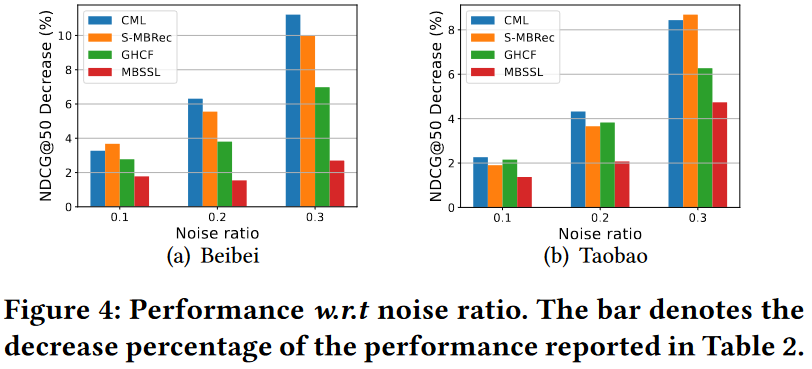 NDCG@50 Decrease (%)
10
8
6
4
2
0
CML
S-MBRec
GHCF
MBSSL
0.1
0.2
0.3
Noise ratio
(a) Beibei
NDCG@50 Decrease (%)
8
6
4
2
0
CML
S-MBRec
GHCF
MBSSL
0.1
0.2
0.3
Noise ratio
(b) Taobao
Figure 4: Performance w.r.t noise ratio. The bar denotes the
decrease percentage of the performance reported in Table 2.